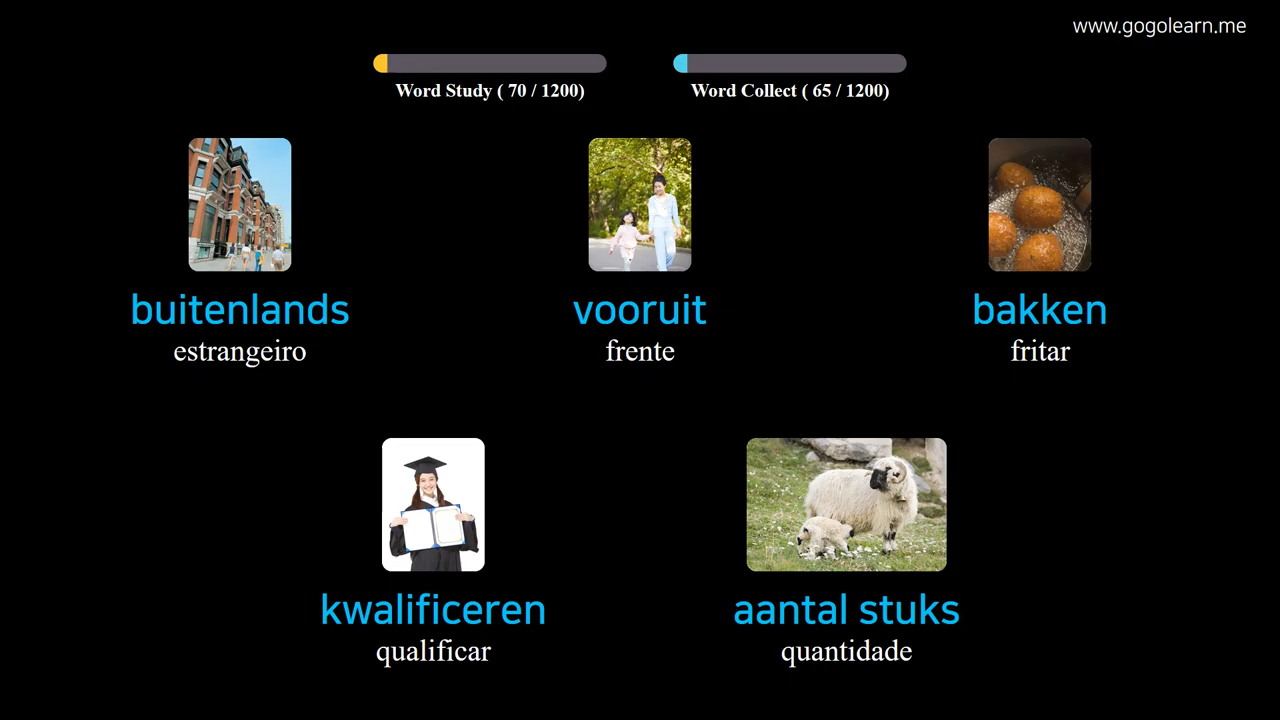 www.gogolearn.me
Word Study ( 70 / 1200)
Word Collect ( 65 / 1200)
buitenlands
estrangeiro
vooruit
frente
bakken
fritar
kwalificeren
qualificar
aantal stuks
quantidade